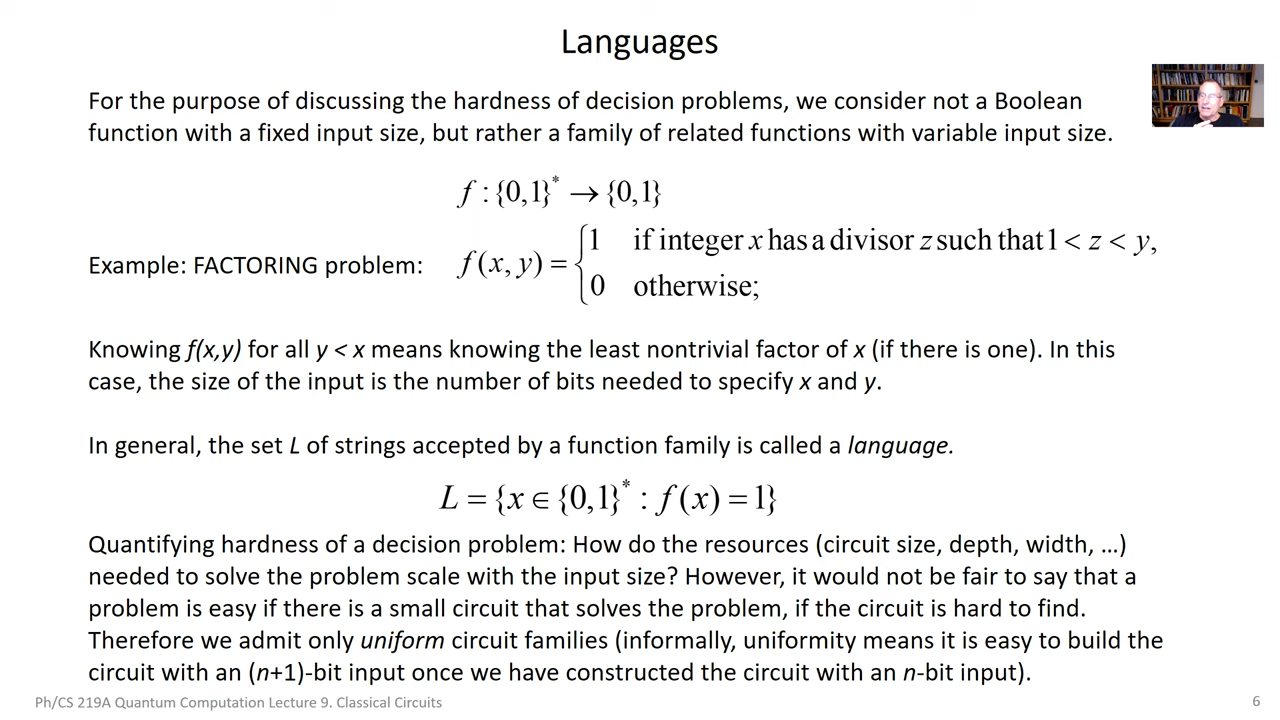 Languages
For the purpose of discussing the hardness of decision problems, we consider not a Boolean
function with a fixed input size, but rather a family of related functions with variable input size.
f : {0,1}* → {0,1}
Example: FACTORING problem: f(x, y) = { 1 if integer x has a divisor z such that 1 < z < y,
0 otherwise;
Knowing f(x,y) for all y < x means knowing the least nontrivial factor of x (if there is one). In this
case, the size of the input is the number of bits needed to specify x and y.
In general, the set L of strings accepted by a function family is called a language.
L = {x ∈ {0,1}* : f(x) = 1}
Quantifying hardness of a decision problem: How do the resources (circuit size, depth, width, …)
needed to solve the problem scale with the input size? However, it would not be fair to say that a
problem is easy if there is a small circuit that solves the problem, if the circuit is hard to find.
Therefore we admit only uniform circuit families (informally, uniformity means it is easy to build the
circuit with an (n+1)-bit input once we have constructed the circuit with an n-bit input).
Ph/CS 219A Quantum Computation Lecture 9. Classical Circuits
6